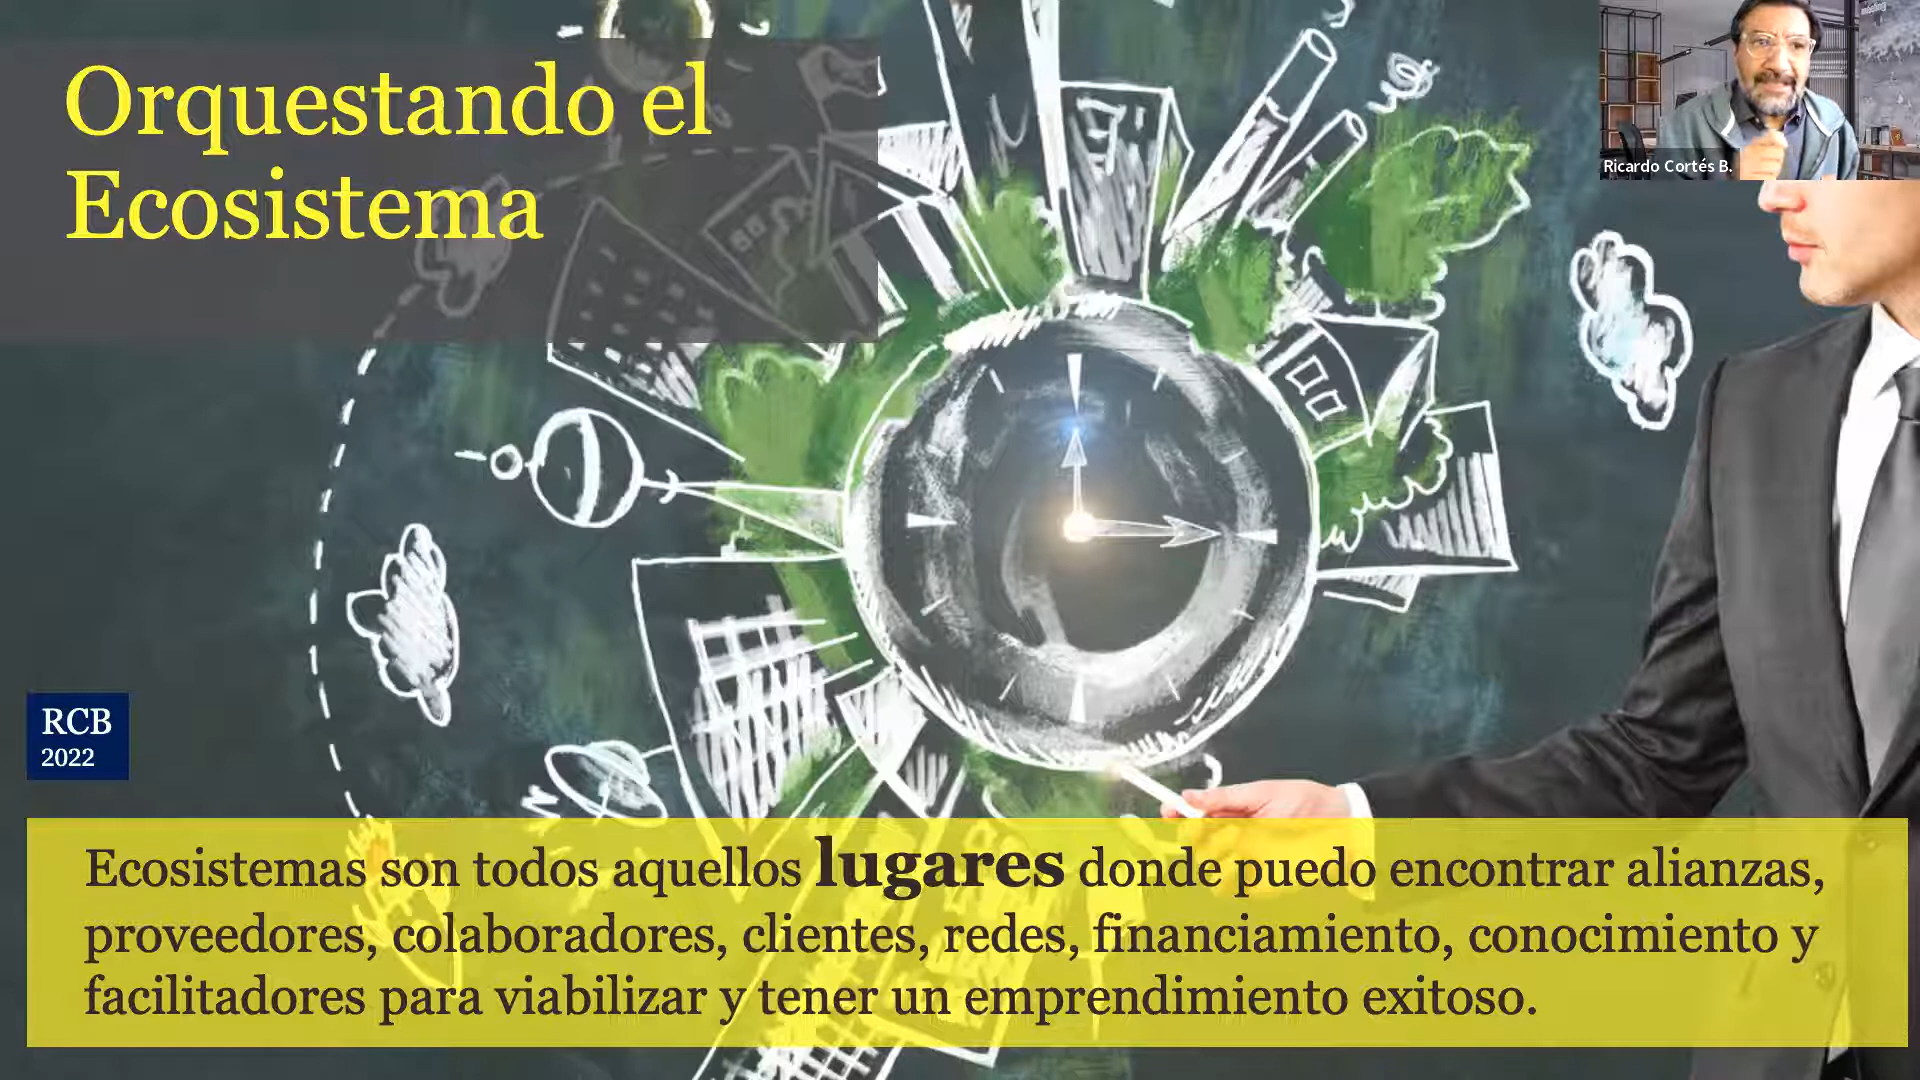 Orquestando el
Ecosistema
Ricardo Cortés B.
RCB
2022
Ecosistemas son todos aquellos lugares donde puedo encontrar alianzas,
proveedores, colaboradores, clientes, redes, financiamiento, conocimiento y
facilitadores para viabilizar y tener un emprendimiento exitoso.